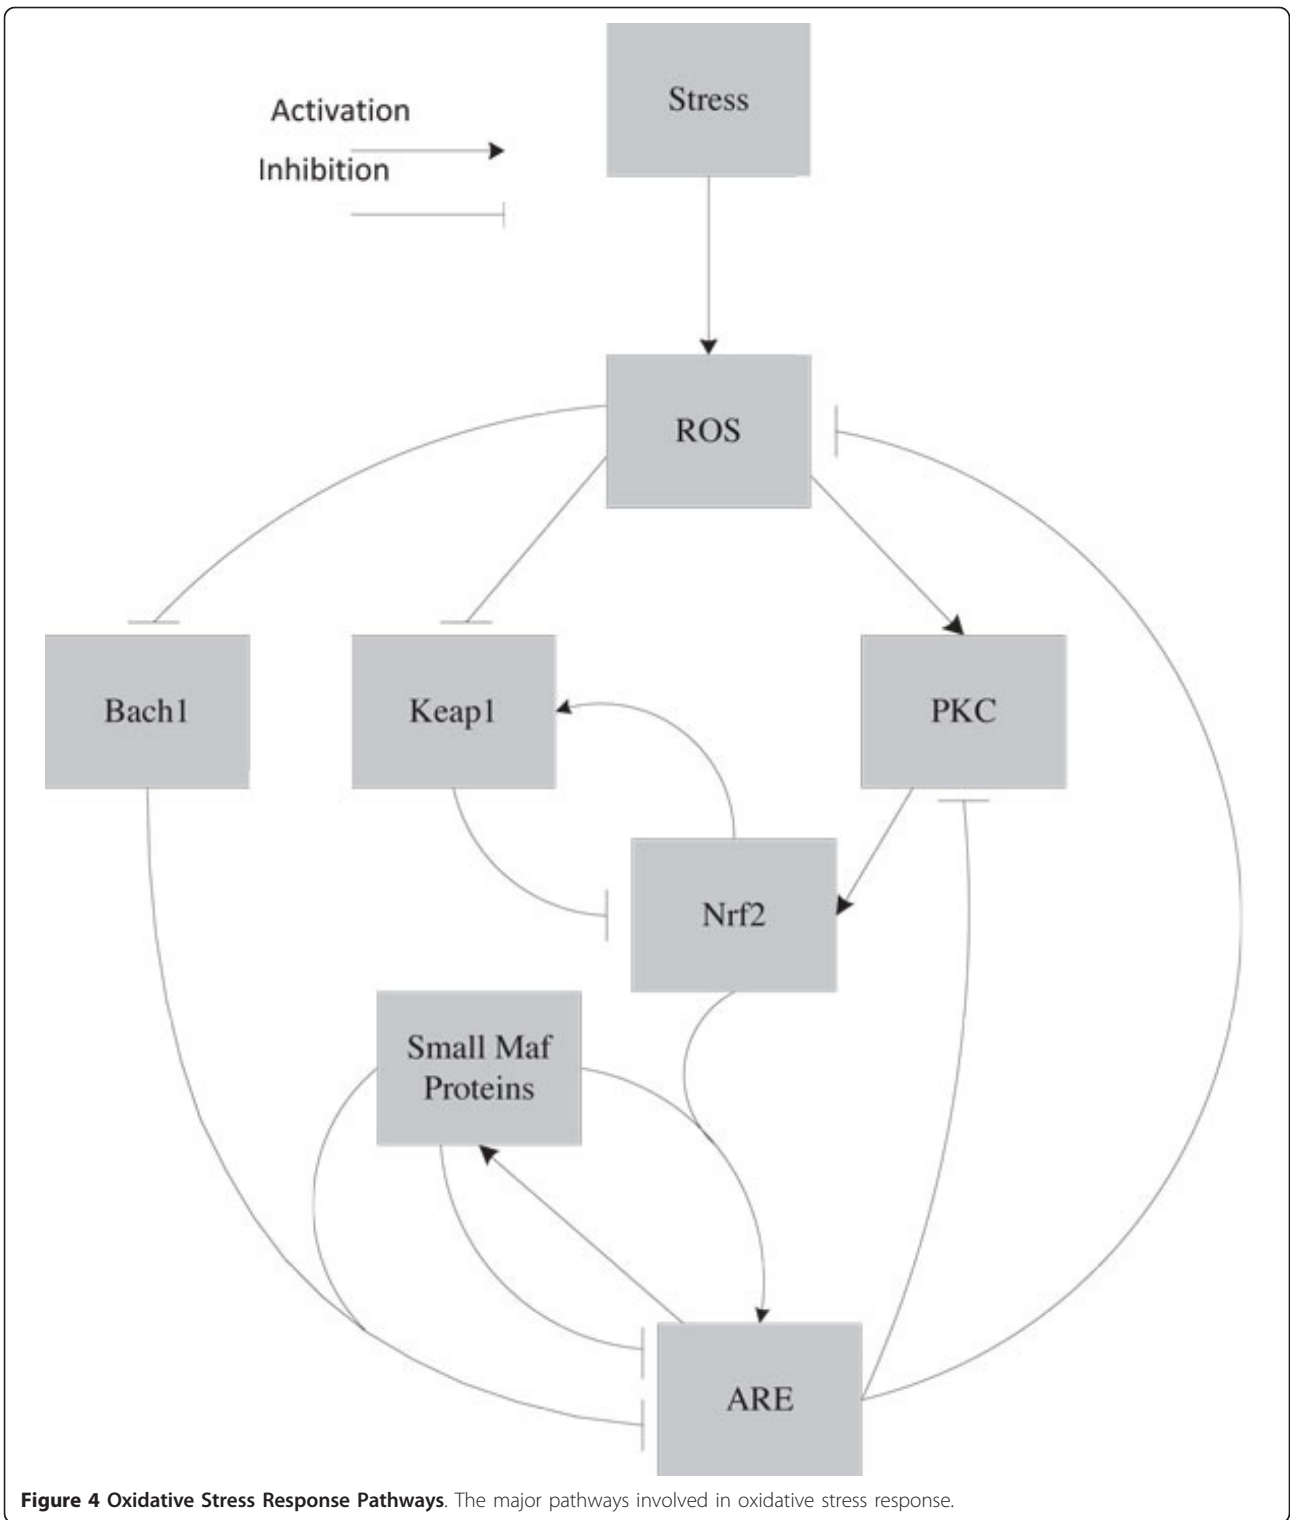 Stress
Activation
Inhibition
ROS
Bach1
Keap1
PKC
Nrf2
Small Maf
Proteins
ARE
Figure 4 Oxidative Stress Response Pathways. The major pathways involved in oxidative stress response.